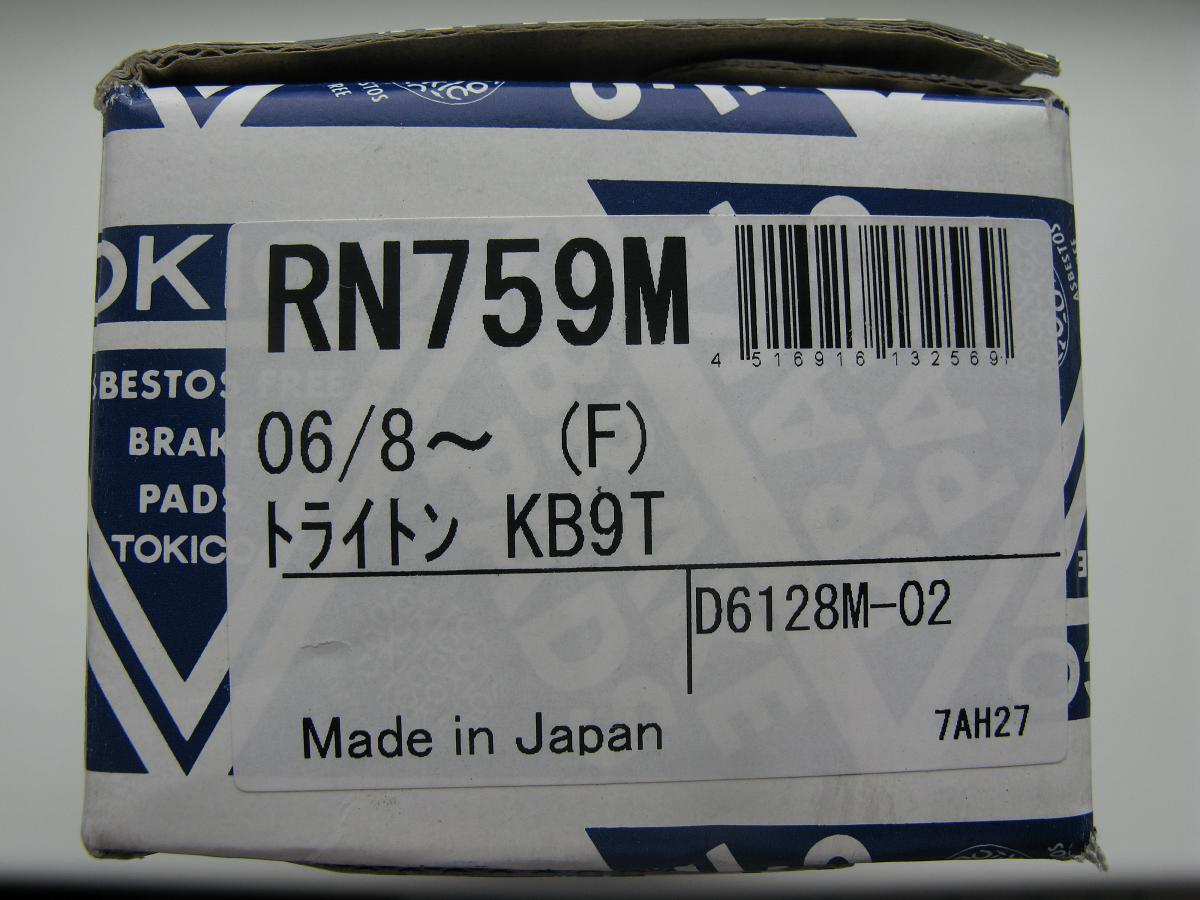 RN759M
4 516916 132569
06/8～ (F)
ﾄﾗｲﾄﾝ KB9T
D6128M-02
Made in Japan
7AH27
OK
BESTOS FREE
BRAKE
PADS
TOKICO
ASBESTOS